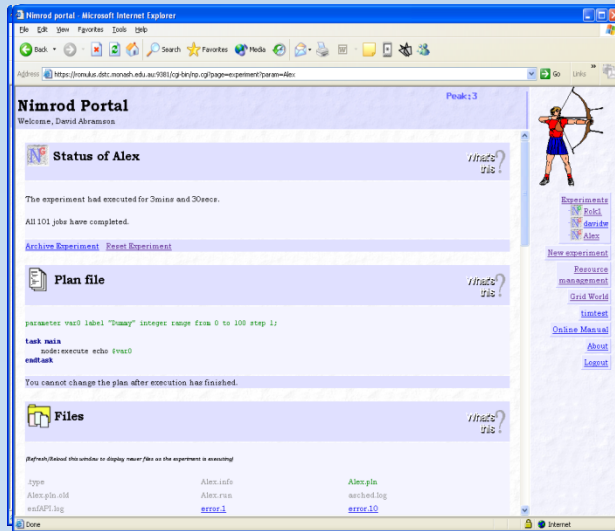 Nimrod portal - Microsoft Internet Explorer
File Edit View Favorites Tools Help
Back Search Favorites Media
Address https://romulus.dstc.monash.edu.au:9081/cgi-bin/np.cgi?page=experiment?param=Alex Go Links
Nimrod Portal
Peak:3
Welcome, David Abramson
Status of Alex
What's this?
The experiment had executed for 3mins and 30secs.
All 101 jobs have completed.
Archive Experiment Reset Experiment
Plan file
What's this?
parameter var0 label "Dummy" integer range from 0 to 100 step 1;
task main
node:execute echo $var0
endtask
You cannot change the plan after execution has finished.
Files
What's this?
(Refresh/Reload this window to display newer files as the experiment is executing)
.type Alex.info Alex.pln
Alex.pln.old Alex.run asched.log
enfAPI.log error.1 error.10
Experiments
Rok1
davidw
Alex
New experiment
Resource
management
Grid World
timtest
Online Manual
About
Logout
Done Internet